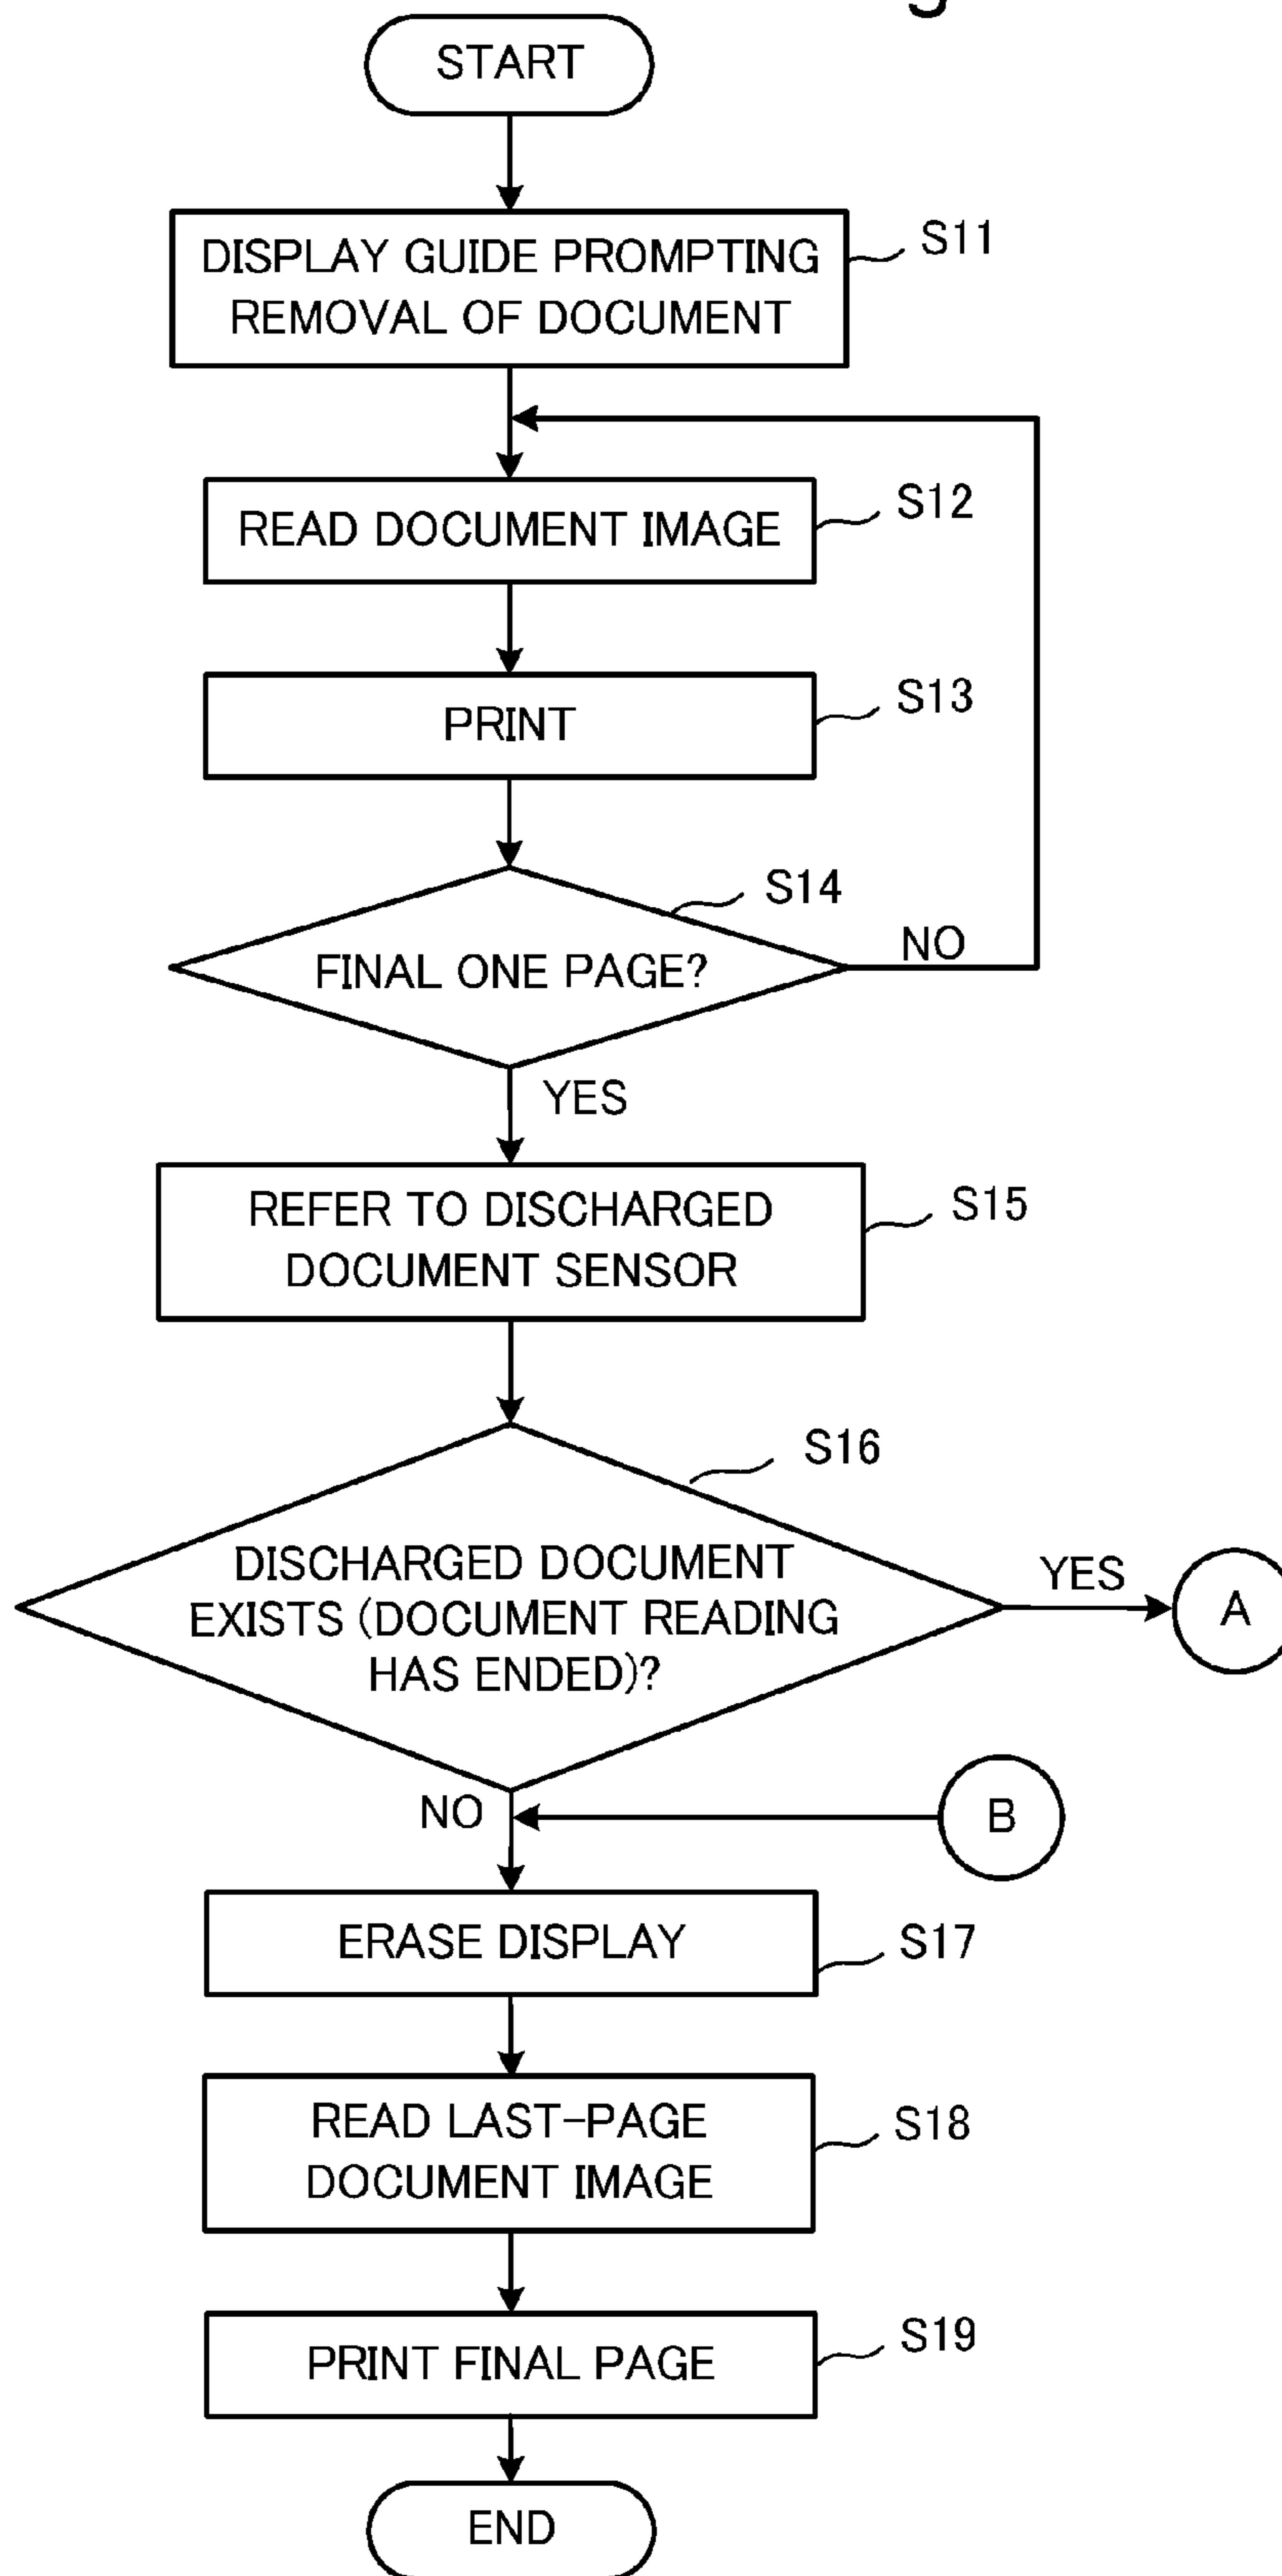 START
DISPLAY GUIDE PROMPTING
REMOVAL OF DOCUMENT
S11
READ DOCUMENT IMAGE
S12
PRINT
S13
S14
FINAL ONE PAGE?
NO
YES
REFER TO DISCHARGED
DOCUMENT SENSOR
S15
S16
DISCHARGED DOCUMENT
EXISTS (DOCUMENT READING
HAS ENDED)?
YES
A
NO
B
ERASE DISPLAY
S17
READ LAST-PAGE
DOCUMENT IMAGE
S18
PRINT FINAL PAGE
S19
END